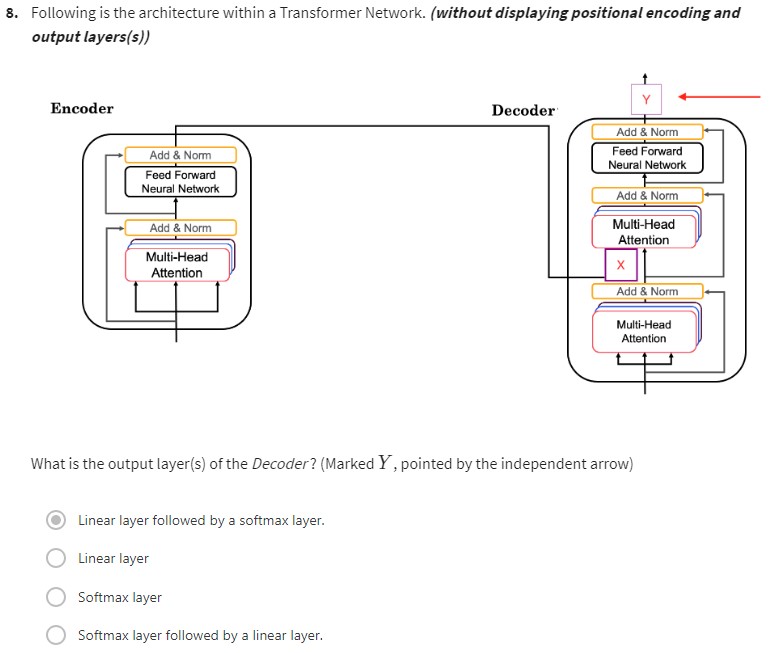 8. Following is the architecture within a Transformer Network. (without displaying positional encoding and
output layers(s))
Encoder
Add & Norm
Feed Forward
Neural Network
Add & Norm
Multi-Head
Attention
Decoder
Y
Add & Norm
Feed Forward
Neural Network
Add & Norm
Multi-Head
Attention
X
Add & Norm
Multi-Head
Attention
What is the output layer(s) of the Decoder? (Marked Y, pointed by the independent arrow)
Linear layer followed by a softmax layer.
Linear layer
Softmax layer
Softmax layer followed by a linear layer.